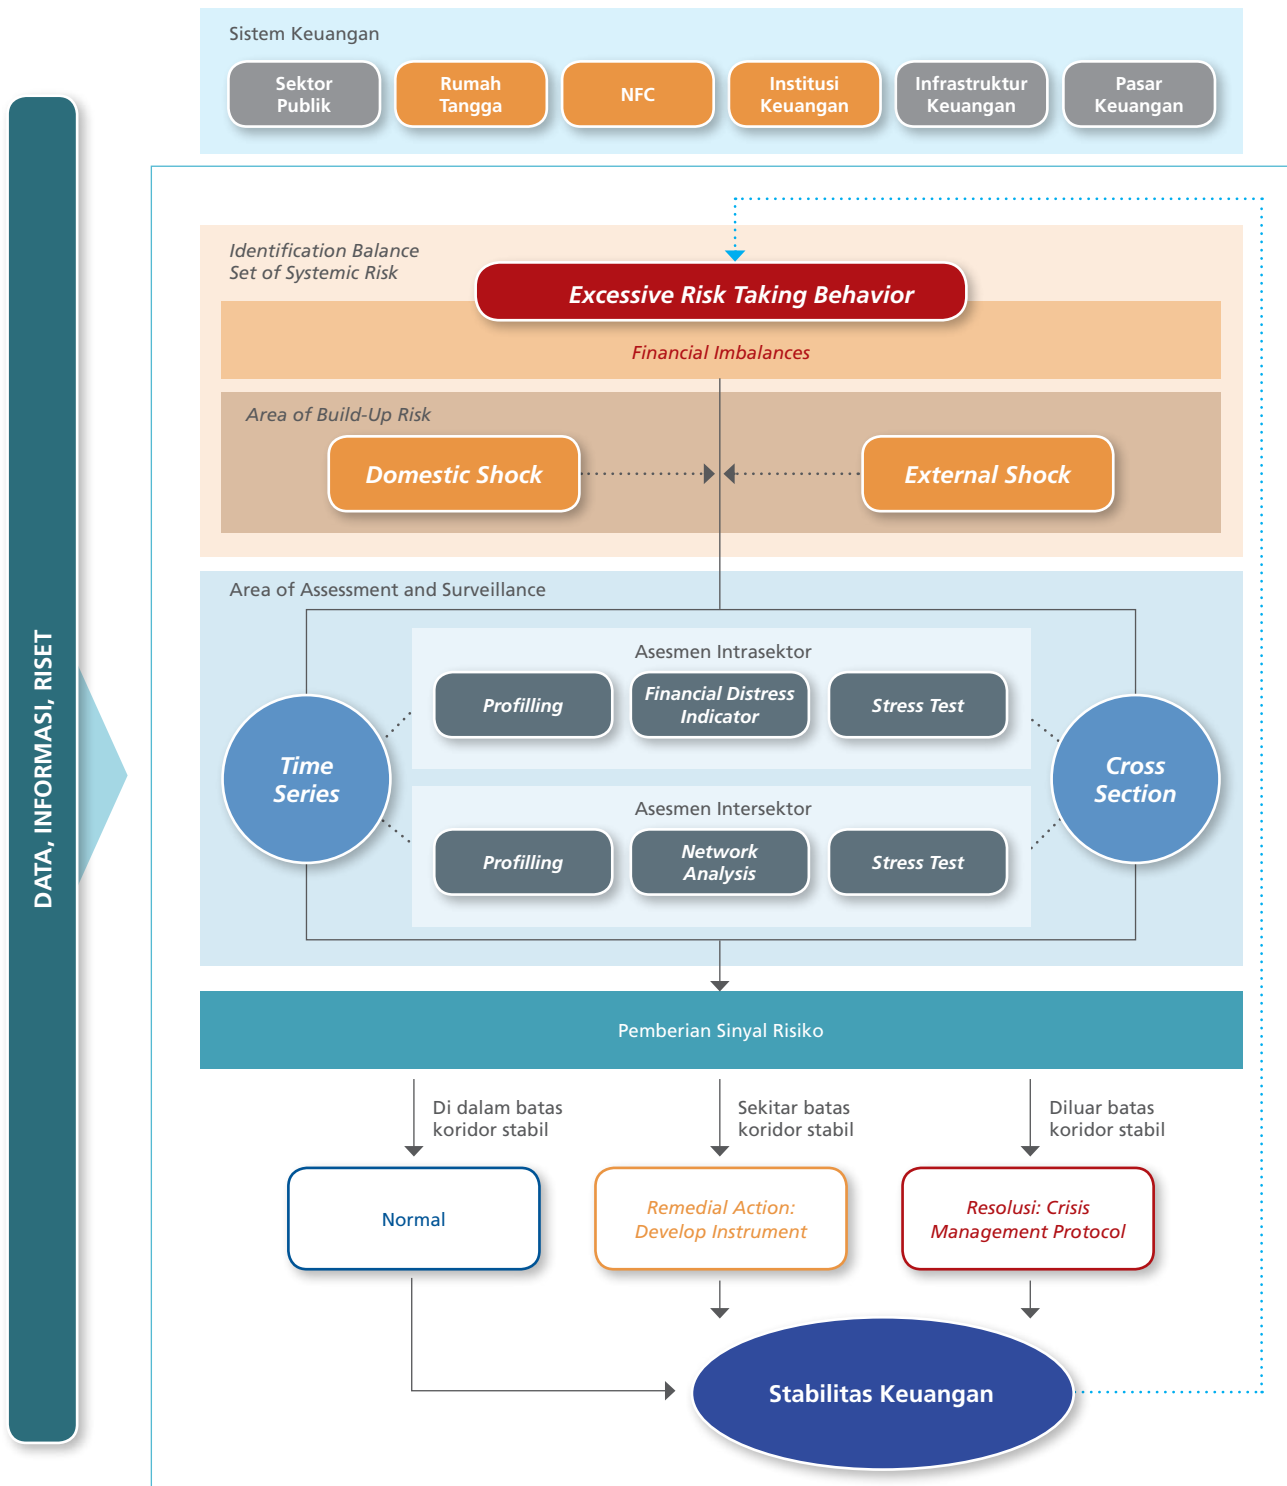 Sistem Keuangan
Sektor
Publik
Rumah
Tangga
NFC
Institusi
Keuangan
Infrastruktur
Keuangan
Pasar
Keuangan
DATA, INFORMASI, RISET
Identification Balance
Set of Systemic Risk
Excessive Risk Taking Behavior
Financial Imbalances
Area of Build-Up Risk
Domestic Shock
External Shock
Area of Assessment and Surveillance
Asesmen Intrasektor
Profilling
Financial Distress
Indicator
Stress Test
Time
Series
Cross
Section
Asesmen Intersektor
Profilling
Network
Analysis
Stress Test
Pemberian Sinyal Risiko
Di dalam batas
koridor stabil
Sekitar batas
koridor stabil
Diluar batas
koridor stabil
Normal
Remedial Action:
Develop Instrument
Resolusi: Crisis
Management Protocol
Stabilitas Keuangan